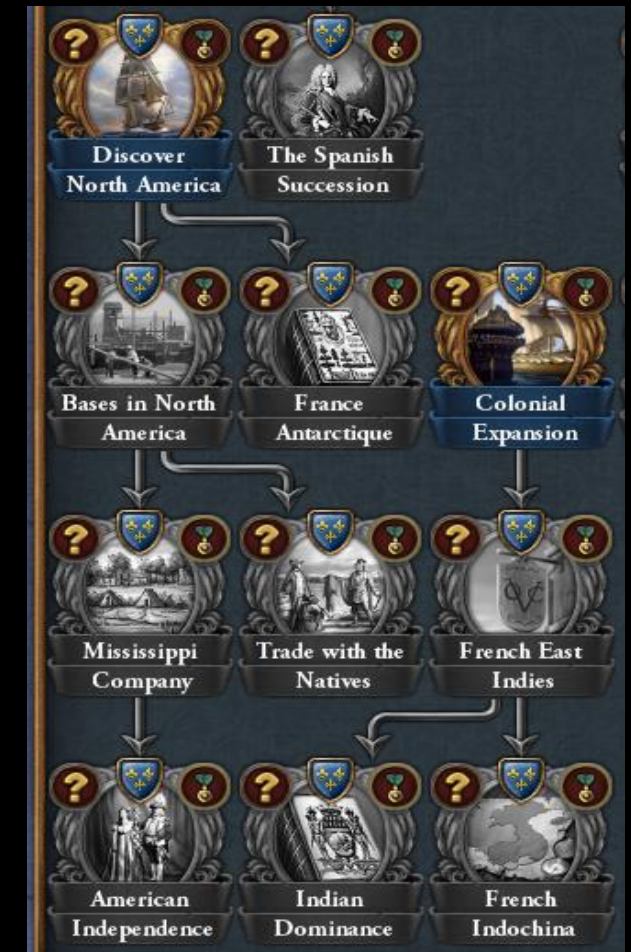 Discover
North America
The Spanish
Succession
Bases in North
America
France
Antarctique
Colonial
Expansion
Mississippi
Company
Trade with the
Natives
French East
Indies
American
Independence
Indian
Dominance
French
Indochina